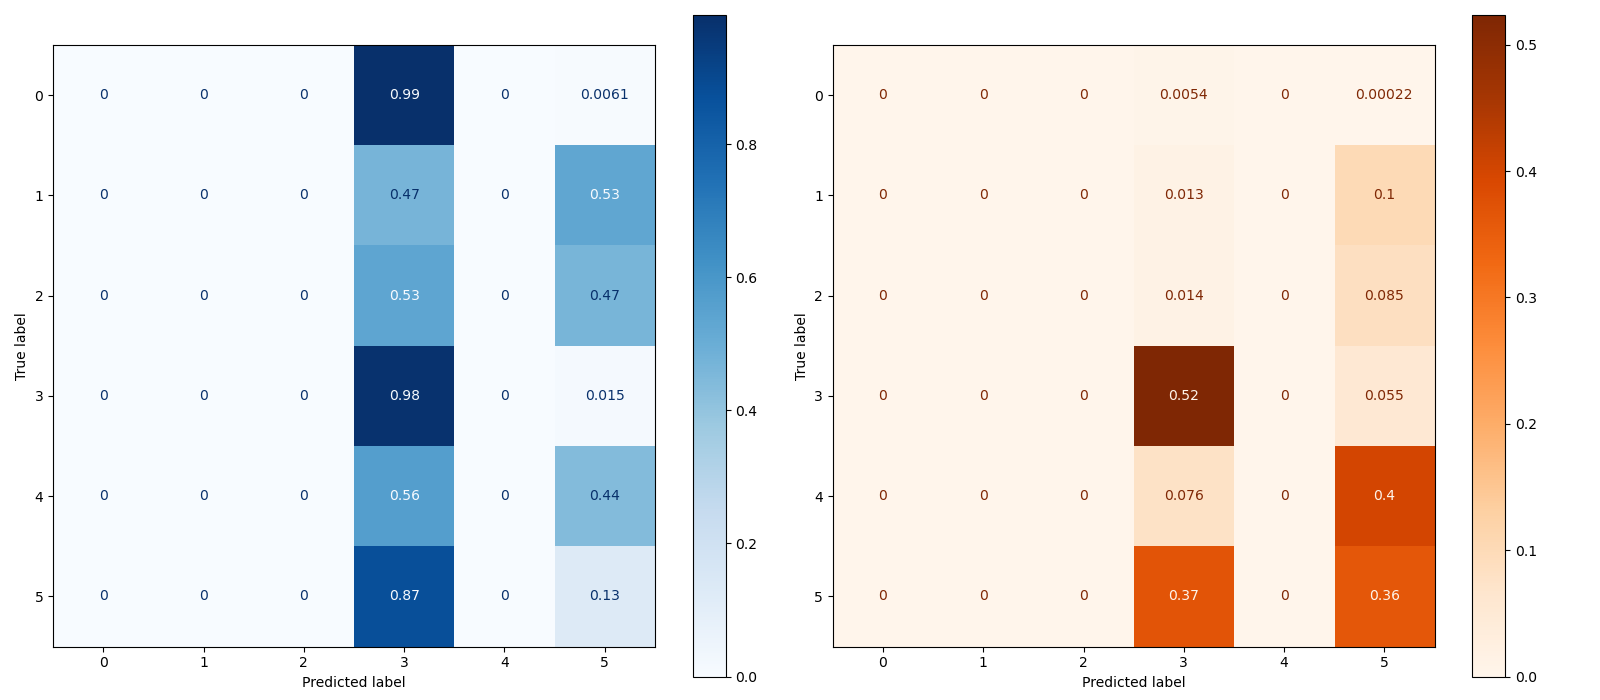 0 0 0 0 0.99 0 0.0061
1 0 0 0 0.47 0 0.53
2 0 0 0 0.53 0 0.47
3 0 0 0 0.98 0 0.015
4 0 0 0 0.56 0 0.44
5 0 0 0 0.87 0 0.13
0 1 2 3 4 5
True label
Predicted label
0.8
0.6
0.4
0.2
0.0
0 0 0 0 0.0054 0 0.00022
1 0 0 0 0.013 0 0.1
2 0 0 0 0.014 0 0.085
3 0 0 0 0.52 0 0.055
4 0 0 0 0.076 0 0.4
5 0 0 0 0.37 0 0.36
0 1 2 3 4 5
True label
Predicted label
0.5
0.4
0.3
0.2
0.1
0.0